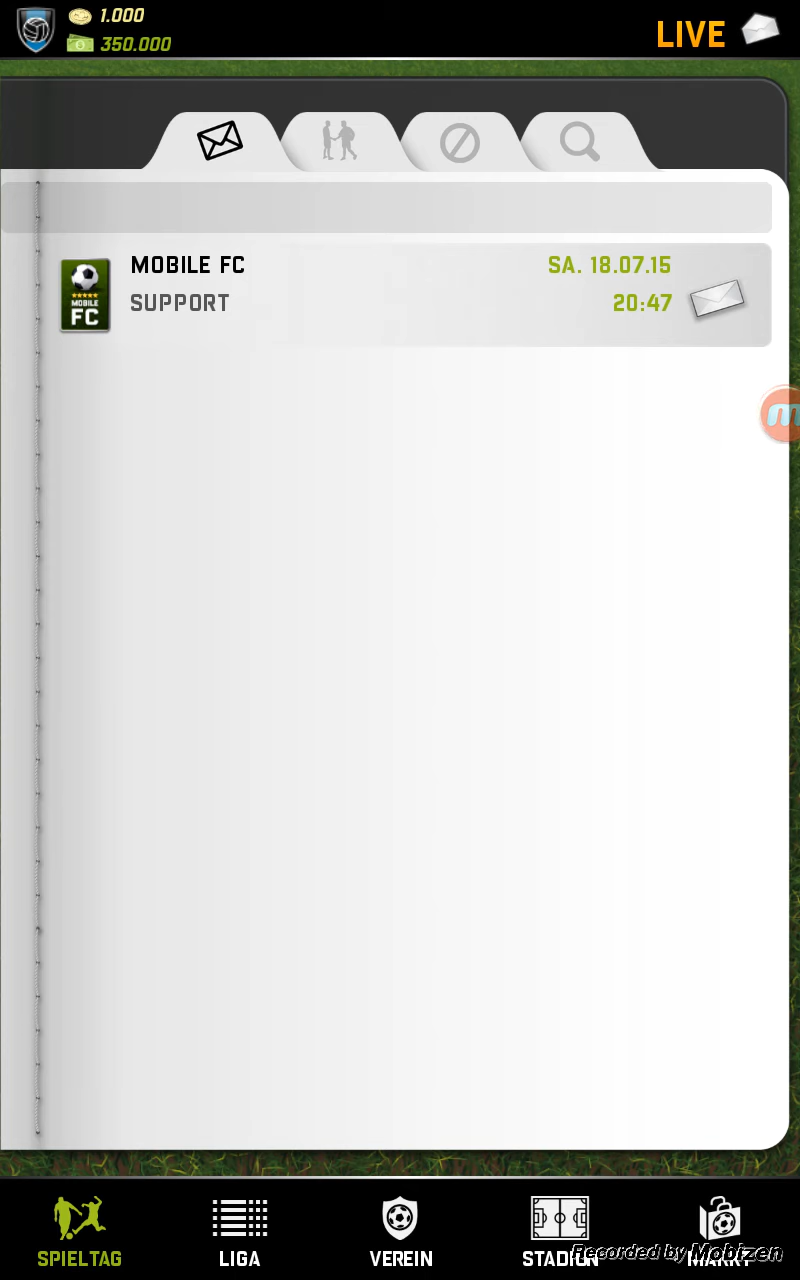 1.000
350.000
LIVE
MOBILE FC
SA. 18.07.15
SUPPORT
20:47
MOBILE
FC
SPIELTAG
LIGA
VEREIN
STADION
MARKT
Recorded by Mobizen